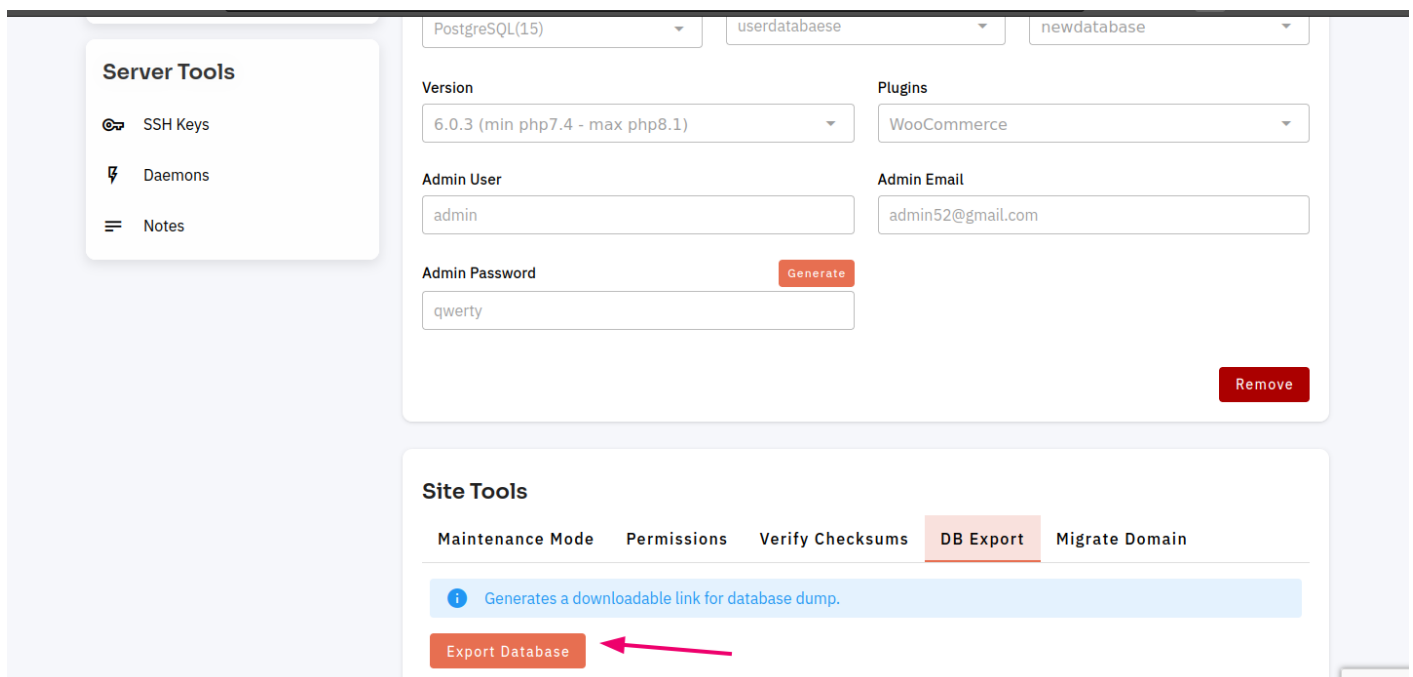 PostgreSQL(15)
userdatabaese
newdatabase
Server Tools
SSH Keys
Daemons
Notes
Version
Plugins
6.0.3 (min php7.4 - max php8.1)
WooCommerce
Admin User
Admin Email
admin
admin52@gmail.com
Admin Password
Generate
qwerty
Remove
Site Tools
Maintenance Mode Permissions Verify Checksums DB Export Migrate Domain
Generates a downloadable link for database dump.
Export Database